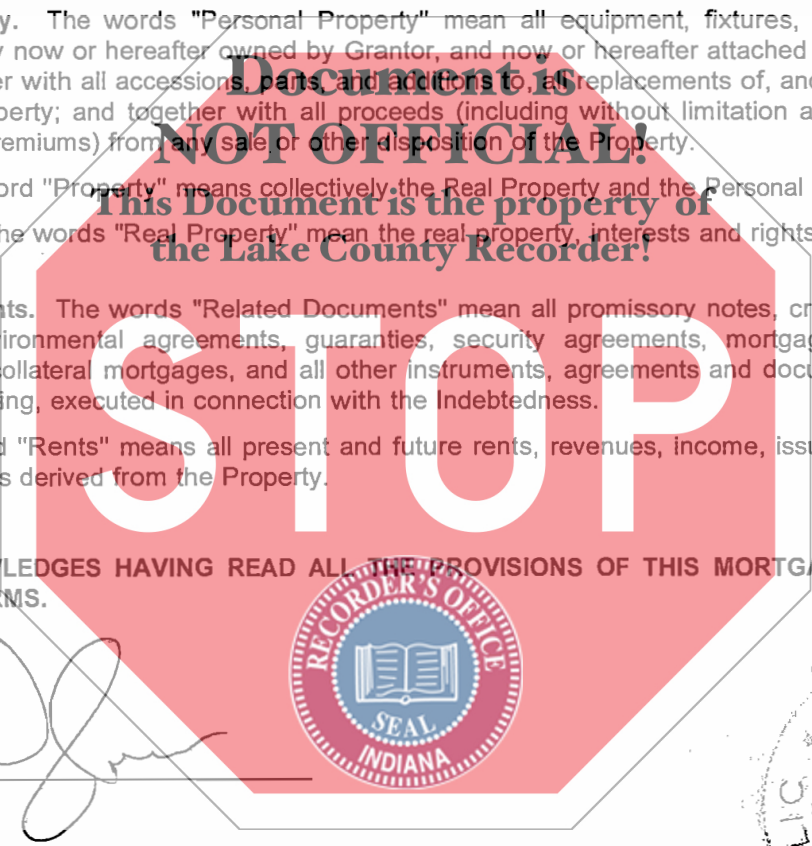 y. The words "Personal Property" mean all equipment, fixtures,
y now or hereafter owned by Grantor, and now or hereafter attached
er with all accessions, parts, and additions to, all replacements of, and
perty; and together with all proceeds (including without limitation a
remiums) from any sale or other disposition of the Property.
Document is
NOT OFFICIAL!
ord "Property" means collectively the Real Property and the Personal
This Document is the property of
he words "Real Property" mean the real property, interests and rights
the Lake County Recorder!
nts. The words "Related Documents" mean all promissory notes, cr
vironmental agreements, guaranties, security agreements, mortgag
collateral mortgages, and all other instruments, agreements and docu
ing, executed in connection with the Indebtedness.
STOP
d "Rents" means all present and future rents, revenues, income, issu
s derived from the Property.
WLEDGES HAVING READ ALL THE PROVISIONS OF THIS MORTGA
RMS.
RECORDER'S OFFICE
SEAL
INDIANA